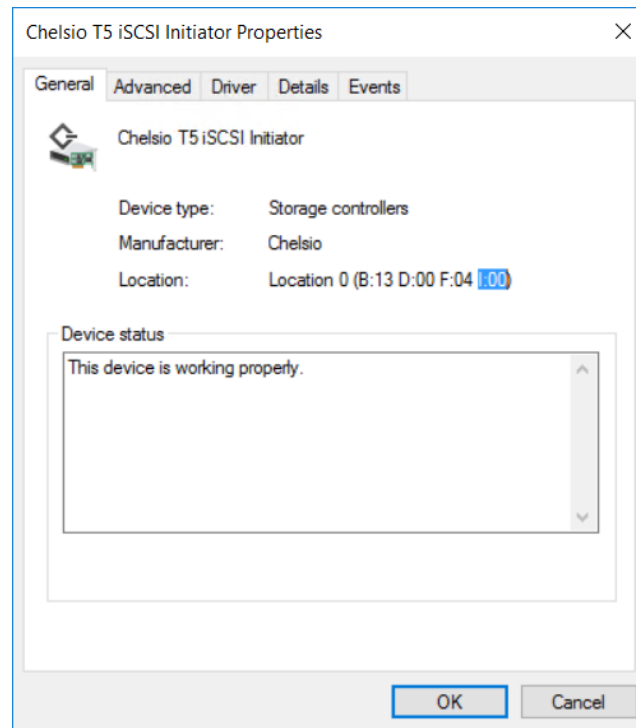 Chelsio T5 iSCSI Initiator Properties
General Advanced Driver Details Events
Chelsio T5 iSCSI Initiator
Device type: Storage controllers
Manufacturer: Chelsio
Location: Location 0 (B:13 D:00 F:04 I:00)
Device status
This device is working properly.
OK Cancel